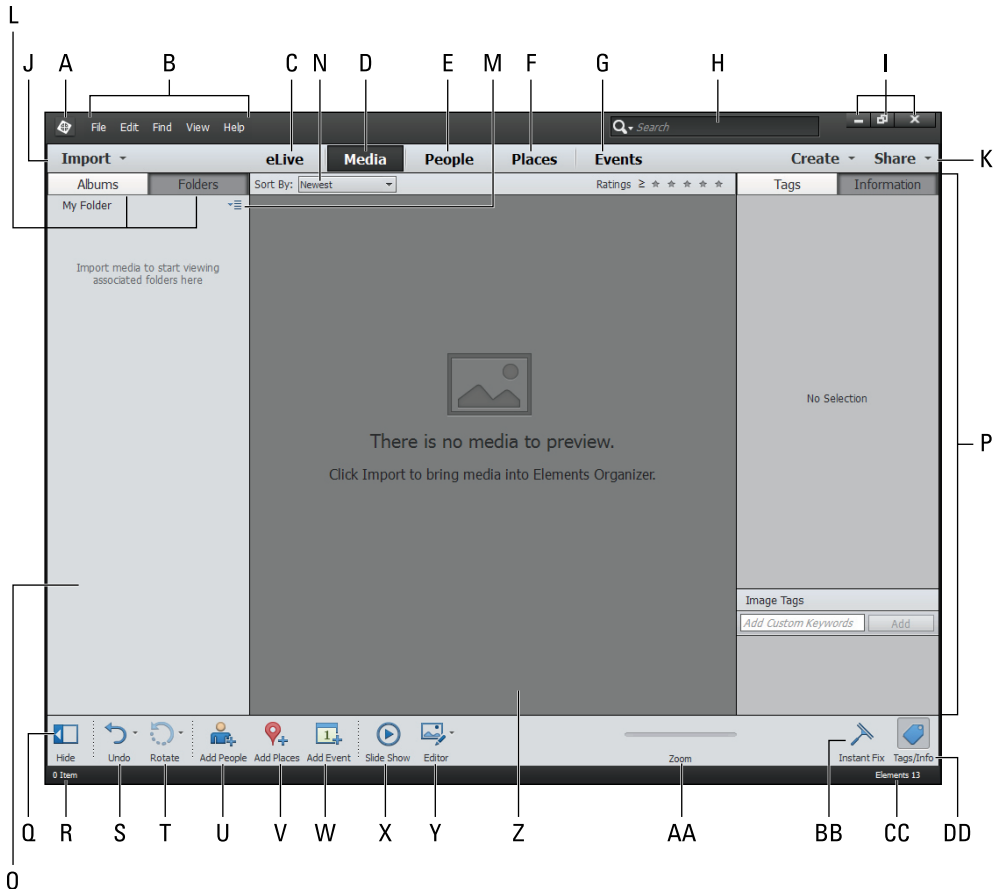 L
J A B C N D E M F G H I
File Edit Find View Help
Search
Import eLive Media People Places Events Create Share
K
Albums Folders Sort By: Newest Ratings ≥ Tags Information
My Folder
Import media to start viewing
associated folders here
No Selection
There is no media to preview.
Click Import to bring media into Elements Organizer.
P
Image Tags
Add Custom Keywords Add
1
Hide Undo Rotate Add People Add Places Add Event Slide Show Editor Zoom Instant Fix Tags/Info
0 Item Elements 13
Q R S T U V W X Y Z AA BB CC DD
O